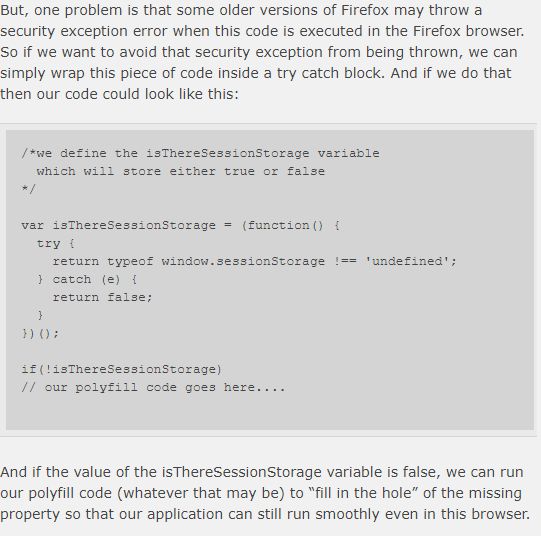 But, one problem is that some older versions of Firefox may throw a
security exception error when this code is executed in the Firefox browser.
So if we want to avoid that security exception from being thrown, we can
simply wrap this piece of code inside a try catch block. And if we do that
then our code could look like this:
/*we define the isThereSessionStorage variable
which will store either true or false
*/
var isThereSessionStorage = (function() {
try {
return typeof window.sessionStorage !== 'undefined';
} catch (e) {
return false;
}
})();
if(!isThereSessionStorage)
// our polyfill code goes here....
And if the value of the isThereSessionStorage variable is false, we can run
our polyfill code (whatever that may be) to “fill in the hole” of the missing
property so that our application can still run smoothly even in this browser.